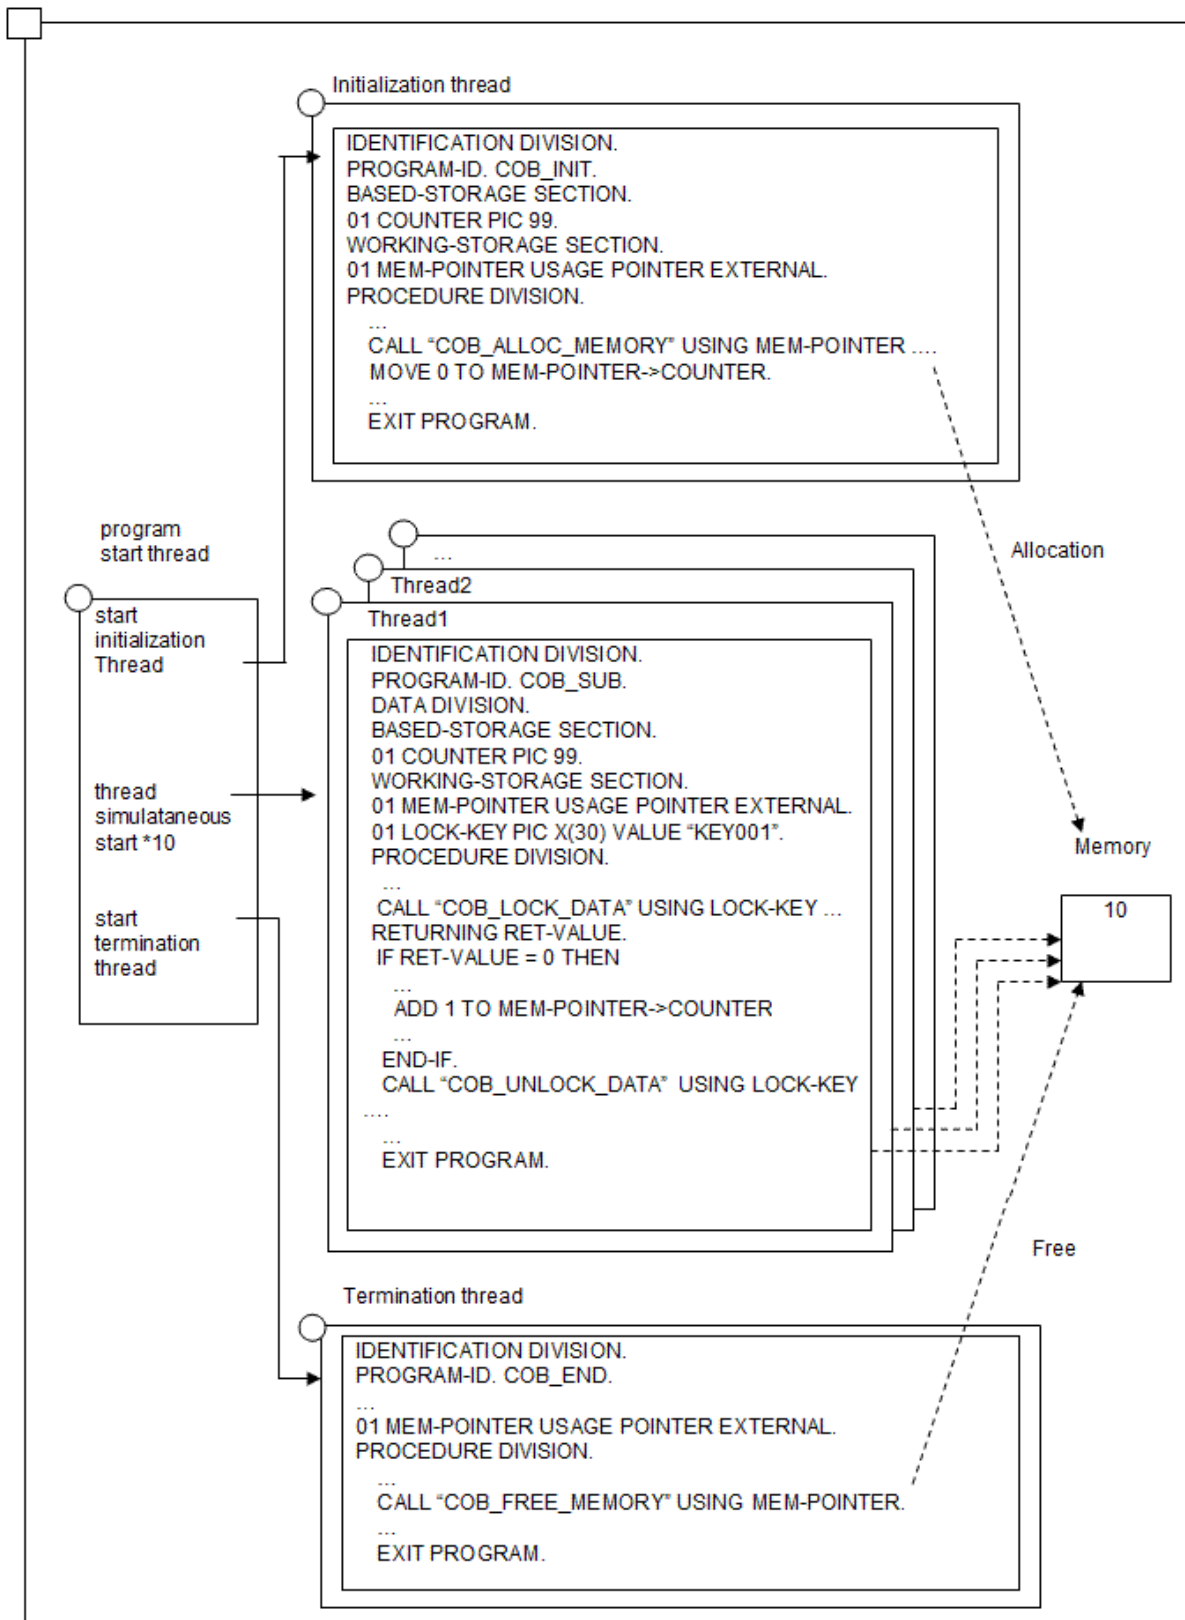 Initialization thread
IDENTIFICATION DIVISION.
PROGRAM-ID. COB_INIT.
BASED-STORAGE SECTION.
01 COUNTER PIC 99.
WORKING-STORAGE SECTION.
01 MEM-POINTER USAGE POINTER EXTERNAL.
PROCEDURE DIVISION.
...
CALL “COB_ALLOC_MEMORY” USING MEM-POINTER ....
MOVE 0 TO MEM-POINTER->COUNTER.
...
EXIT PROGRAM.
program
start thread
start
initialization
Thread
thread
simulataneous
start *10
start
termination
thread
...
Thread2
Thread1
IDENTIFICATION DIVISION.
PROGRAM-ID. COB_SUB.
DATA DIVISION.
BASED-STORAGE SECTION.
01 COUNTER PIC 99.
WORKING-STORAGE SECTION.
01 MEM-POINTER USAGE POINTER EXTERNAL.
01 LOCK-KEY PIC X(30) VALUE “KEY001”.
PROCEDURE DIVISION.
...
CALL “COB_LOCK_DATA” USING LOCK-KEY ...
RETURNING RET-VALUE.
IF RET-VALUE = 0 THEN
...
ADD 1 TO MEM-POINTER->COUNTER
...
END-IF.
CALL “COB_UNLOCK_DATA” USING LOCK-KEY
....
...
EXIT PROGRAM.
Allocation
Memory
10
Free
Termination thread
IDENTIFICATION DIVISION.
PROGRAM-ID. COB_END.
...
01 MEM-POINTER USAGE POINTER EXTERNAL.
PROCEDURE DIVISION.
...
CALL “COB_FREE_MEMORY” USING MEM-POINTER.
...
EXIT PROGRAM.